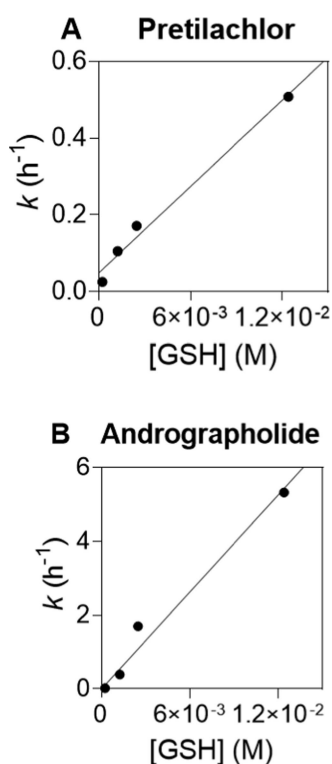 A Pretilachlor
0.6
0.4
0.2
0.0
k (h⁻¹)
0 6×10⁻³ 1.2×10⁻²
[GSH] (M)
B Andrographolide
6
4
2
0
k (h⁻¹)
0 6×10⁻³ 1.2×10⁻²
[GSH] (M)